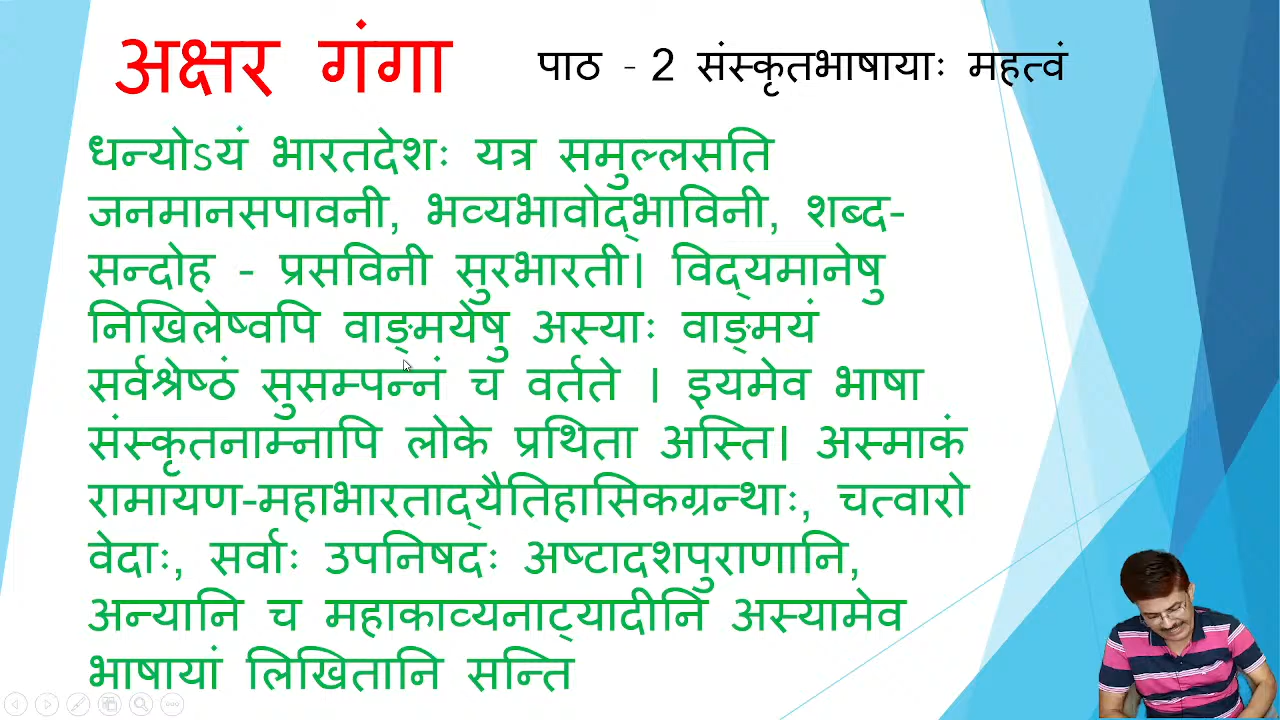 अक्षर गंगा
पाठ - 2 संस्कृतभाषायाः महत्वं
धन्योऽयं भारतदेशः यत्र समुल्लसति
जनमानसपावनी, भव्यभावोद्भाविनी, शब्द-
सन्दोह - प्रसविनी सुरभारती। विद्यमानेषु
निखिलेष्वपि वाङ्मयेषु अस्याः वाङ्मयं
सर्वश्रेष्ठं सुसम्पन्नं च वर्तते । इयमेव भाषा
संस्कृतनाम्नापि लोके प्रथिता अस्ति। अस्माकं
रामायण-महाभारताद्यैतिहासिकग्रन्थाः, चत्वारो
वेदाः, सर्वाः उपनिषदः अष्टादशपुराणानि,
अन्यानि च महाकाव्यनाट्यादीनि अस्यामेव
भाषायां लिखितानि सन्ति